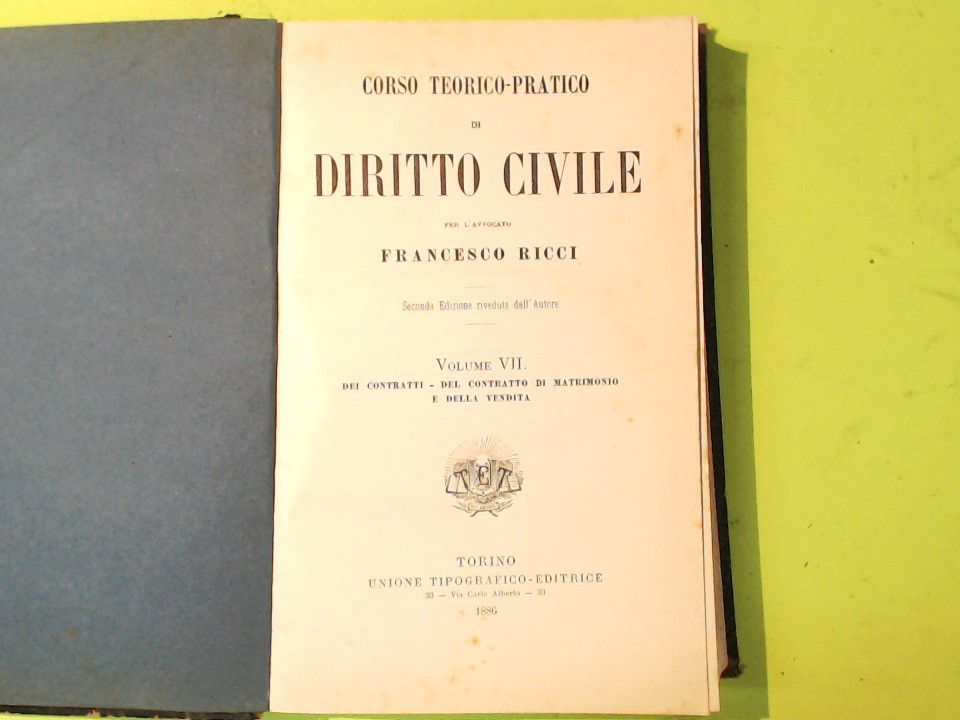 CORSO TEORICO-PRATICO
DI
DIRITTO CIVILE
PER L'AVVOCATO
FRANCESCO RICCI
Seconda Edizione riveduta dall'Autore
VOLUME VII.
DEI CONTRATTI - DEL CONTRATTO DI MATRIMONIO
E DELLA VENDITA
TET
TORINO
UNIONE TIPOGRAFICO-EDITRICE
33 — Via Carlo Alberto — 33
1886